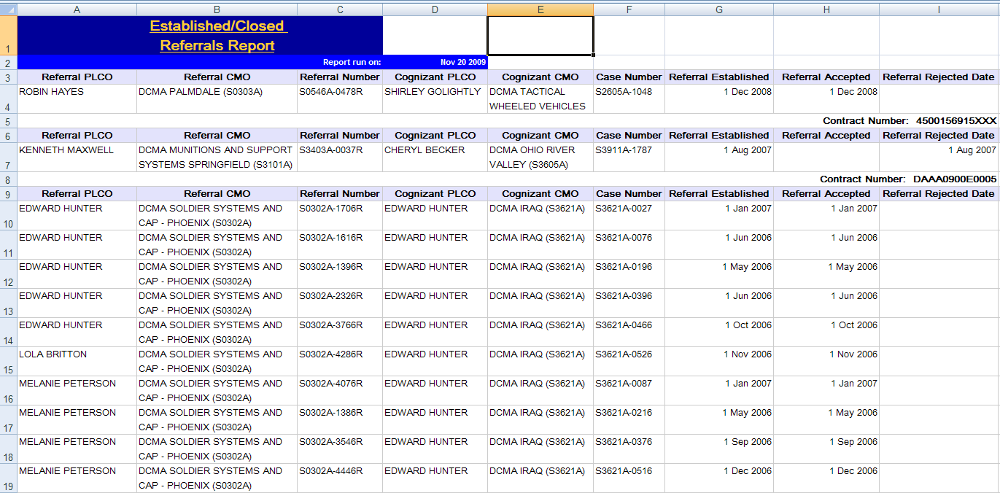 A B C D E F G H I
1 Established/Closed
Referrals Report
2 Report run on: Nov 20 2009
3 Referral PLCO Referral CMO Referral Number Cognizant PLCO Cognizant CMO Case Number Referral Established Referral Accepted Referral Rejected Date
4 ROBIN HAYES DCMA PALMDALE (S0303A) S0546A-0478R SHIRLEY GOLIGHTLY DCMA TACTICAL S2605A-1048 1 Dec 2008 1 Dec 2008
WHEELED VEHICLES
5 Contract Number: 4500156915XXX
6 Referral PLCO Referral CMO Referral Number Cognizant PLCO Cognizant CMO Case Number Referral Established Referral Accepted Referral Rejected Date
7 KENNETH MAXWELL DCMA MUNITIONS AND SUPPORT S3403A-0037R CHERYL BECKER DCMA OHIO RIVER S3911A-1787 1 Aug 2007 1 Aug 2007
SYSTEMS SPRINGFIELD (S3101A) VALLEY (S3605A)
8 Contract Number: DAAA0900E0005
9 Referral PLCO Referral CMO Referral Number Cognizant PLCO Cognizant CMO Case Number Referral Established Referral Accepted Referral Rejected Date
10 EDWARD HUNTER DCMA SOLDIER SYSTEMS AND S0302A-1706R EDWARD HUNTER DCMA IRAQ (S3621A) S3621A-0027 1 Jan 2007 1 Jan 2007
CAP - PHOENIX (S0302A)
11 EDWARD HUNTER DCMA SOLDIER SYSTEMS AND S0302A-1616R EDWARD HUNTER DCMA IRAQ (S3621A) S3621A-0076 1 Jun 2006 1 Jun 2006
CAP - PHOENIX (S0302A)
12 EDWARD HUNTER DCMA SOLDIER SYSTEMS AND S0302A-1396R EDWARD HUNTER DCMA IRAQ (S3621A) S3621A-0196 1 May 2006 1 May 2006
CAP - PHOENIX (S0302A)
13 EDWARD HUNTER DCMA SOLDIER SYSTEMS AND S0302A-2326R EDWARD HUNTER DCMA IRAQ (S3621A) S3621A-0396 1 Jun 2006 1 Jun 2006
CAP - PHOENIX (S0302A)
14 EDWARD HUNTER DCMA SOLDIER SYSTEMS AND S0302A-3766R EDWARD HUNTER DCMA IRAQ (S3621A) S3621A-0466 1 Oct 2006 1 Oct 2006
CAP - PHOENIX (S0302A)
15 LOLA BRITTON DCMA SOLDIER SYSTEMS AND S0302A-4286R EDWARD HUNTER DCMA IRAQ (S3621A) S3621A-0526 1 Nov 2006 1 Nov 2006
CAP - PHOENIX (S0302A)
16 MELANIE PETERSON DCMA SOLDIER SYSTEMS AND S0302A-4076R EDWARD HUNTER DCMA IRAQ (S3621A) S3621A-0087 1 Jan 2007 1 Jan 2007
CAP - PHOENIX (S0302A)
17 MELANIE PETERSON DCMA SOLDIER SYSTEMS AND S0302A-1386R EDWARD HUNTER DCMA IRAQ (S3621A) S3621A-0216 1 May 2006 1 May 2006
CAP - PHOENIX (S0302A)
18 MELANIE PETERSON DCMA SOLDIER SYSTEMS AND S0302A-3546R EDWARD HUNTER DCMA IRAQ (S3621A) S3621A-0376 1 Sep 2006 1 Sep 2006
CAP - PHOENIX (S0302A)
19 MELANIE PETERSON DCMA SOLDIER SYSTEMS AND S0302A-4446R EDWARD HUNTER DCMA IRAQ (S3621A) S3621A-0516 1 Dec 2006 1 Dec 2006
CAP - PHOENIX (S0302A)